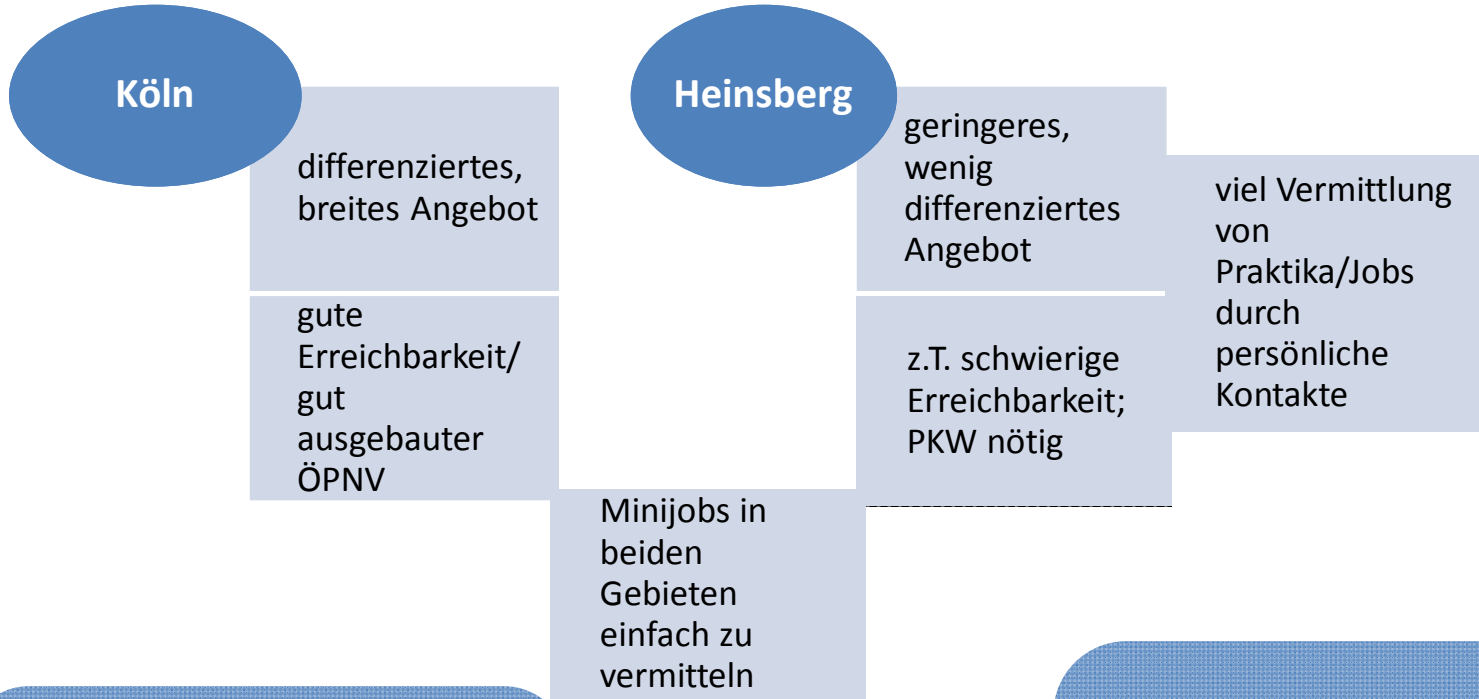 Köln
differenziertes,
breites Angebot
gute
Erreichbarkeit/
gut
ausgebauter
ÖPNV
Heinsberg
geringeres,
wenig
differenziertes
Angebot
z.T. schwierige
Erreichbarkeit;
PKW nötig
viel Vermittlung
von
Praktika/Jobs
durch
persönliche
Kontakte
Minijobs in
beiden
Gebieten
einfach zu
vermitteln